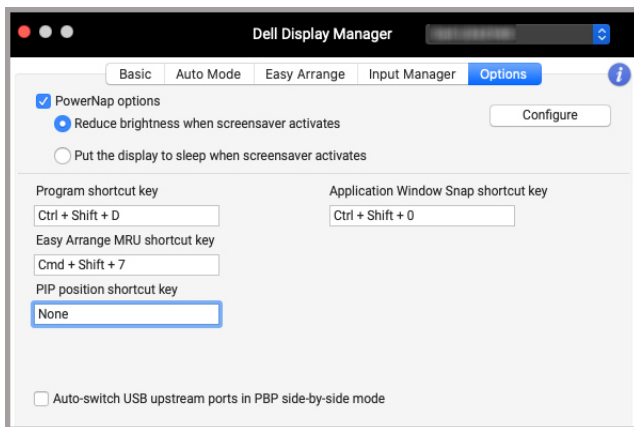 Dell Display Manager
Basic Auto Mode Easy Arrange Input Manager Options i
PowerNap options
Configure
Reduce brightness when screensaver activates
Put the display to sleep when screensaver activates
Program shortcut key
Application Window Snap shortcut key
Ctrl + Shift + D
Ctrl + Shift + 0
Easy Arrange MRU shortcut key
Cmd + Shift + 7
PIP position shortcut key
None
Auto-switch USB upstream ports in PBP side-by-side mode